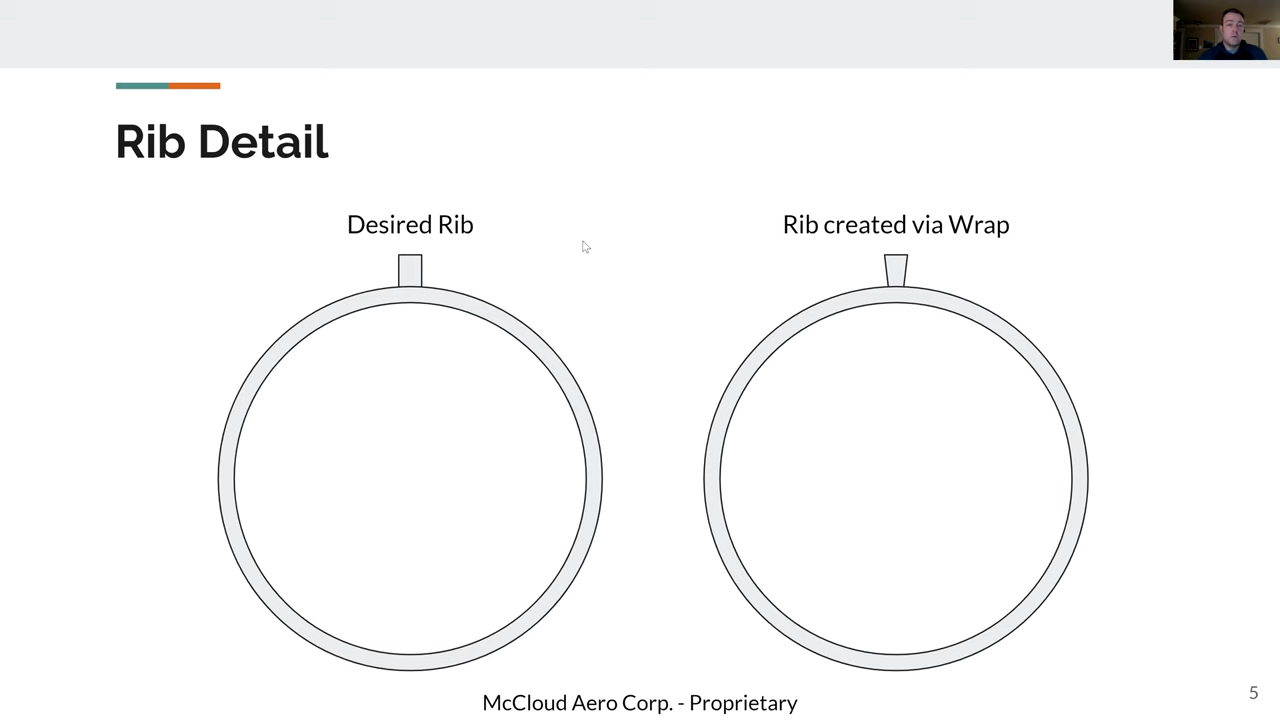 Rib Detail
Desired Rib
Rib created via Wrap
McCloud Aero Corp. - Proprietary
5